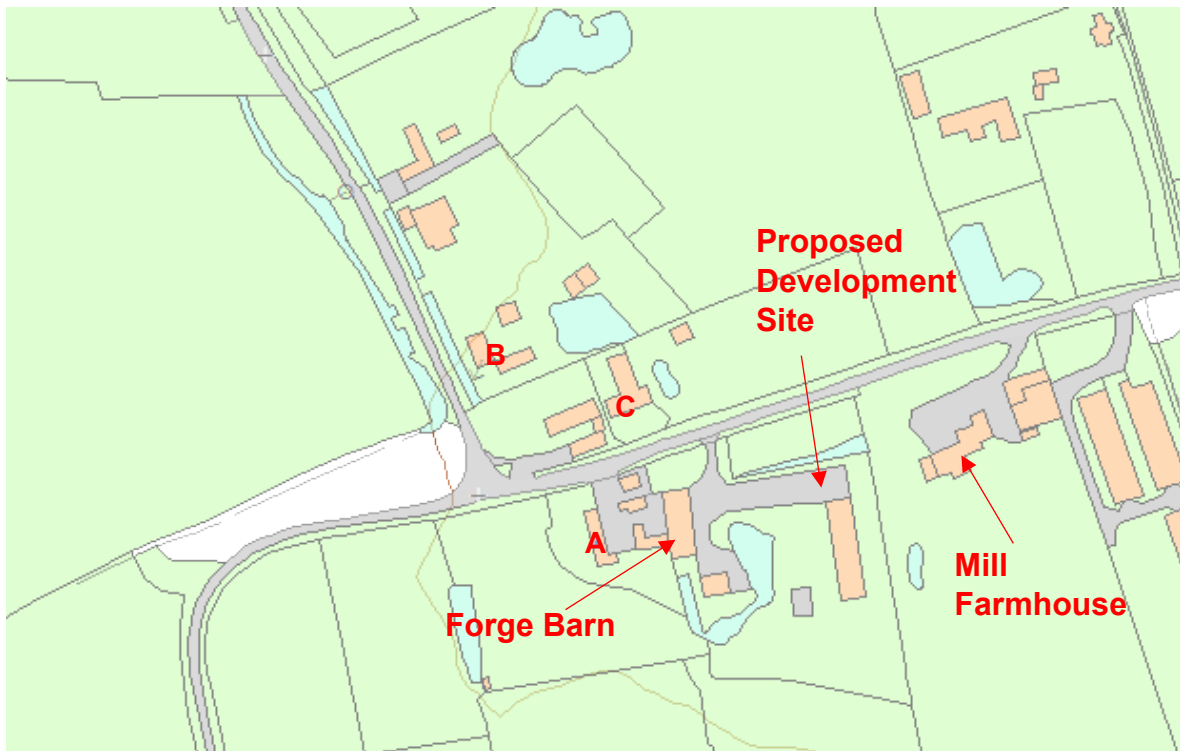 Proposed
Development
Site
B
C
A
Forge Barn
Mill
Farmhouse